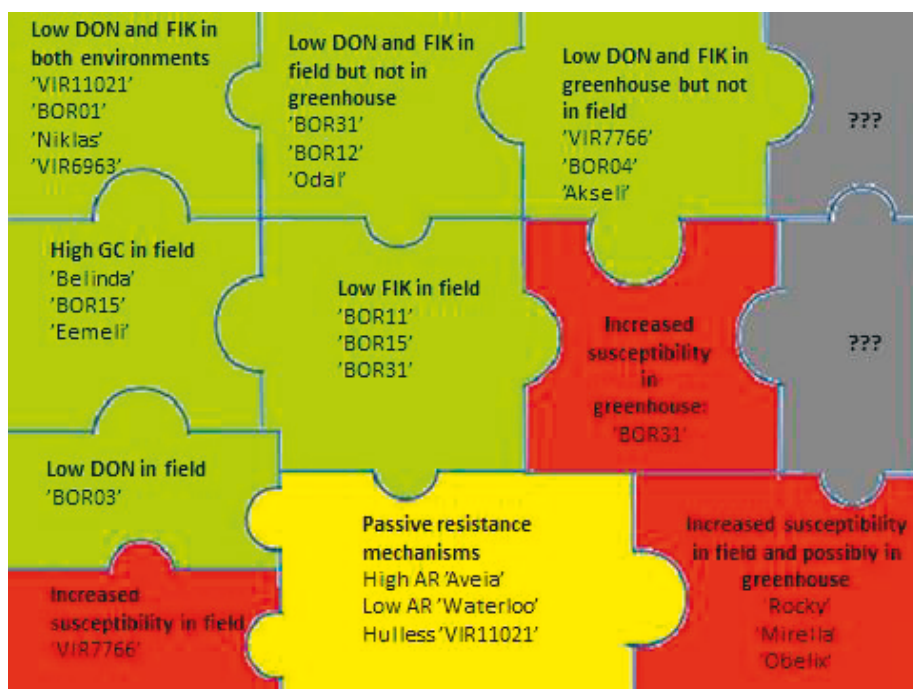 Low DON and FIK in
both environments
’VIR11021’
’BOR01’
’Niklas’
’VIR6963’
Low DON and FIK in
field but not in
greenhouse
’BOR31’
’BOR12’
’Odal’
Low DON and FIK in
greenhouse but not
in field
’VIR7766’
’BOR04’
’Akseli’
???
High GC in field
’Belinda’
’BOR15’
’Eemeli’
Low FIK in field
’BOR11’
’BOR15’
’BOR31’
Increased
susceptibility
in
greenhouse:
’BOR31’
???
Low DON in field
’BOR03’
Increased
susceptibility in field
’VIR7766’
Passive resistance
mechanisms
High AR ’Aveia’
Low AR ’Waterloo’
Hulless ’VIR11021’
Increased susceptibility
in field and possibly in
greenhouse
’Rocky’
’Mirella’
’Obelix’